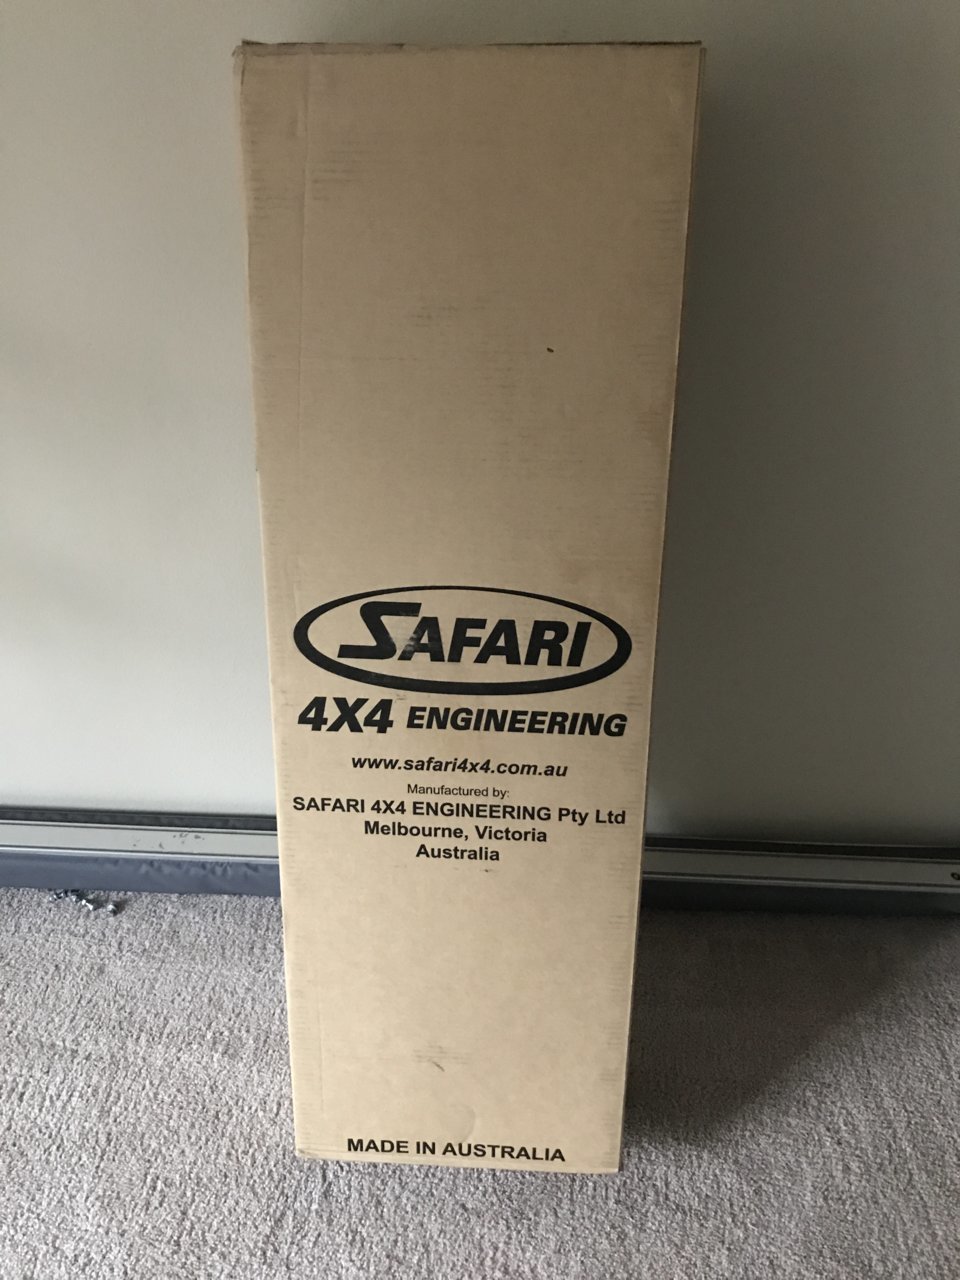 SAFARI
4X4 ENGINEERING
www.safari4x4.com.au
Manufactured by:
SAFARI 4X4 ENGINEERING Pty Ltd
Melbourne, Victoria
Australia
MADE IN AUSTRALIA